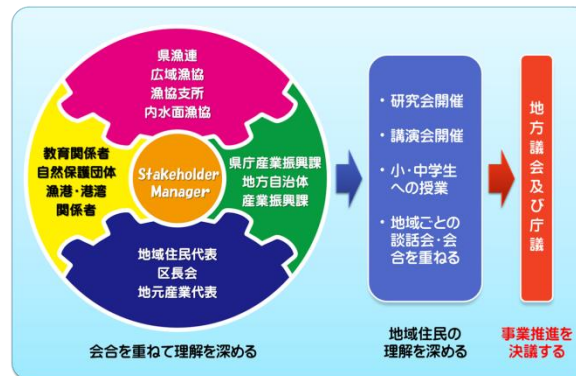 県漁連
広域漁協
漁協支所
内水面漁協
教育関係者
自然保護団体
漁港・港湾
関係者
Stakeholder
Manager
県庁産業振興課
地方自治体
産業振興課
地域住民代表
区長会
地元産業代表
会合を重ねて理解を深める
・研究会開催
・講演会開催
・小・中学生
への授業
・地域ごとの
談話会・会
合を重ねる
地域住民の
理解を深める
地方議会及び庁議
事業推進を
決議する